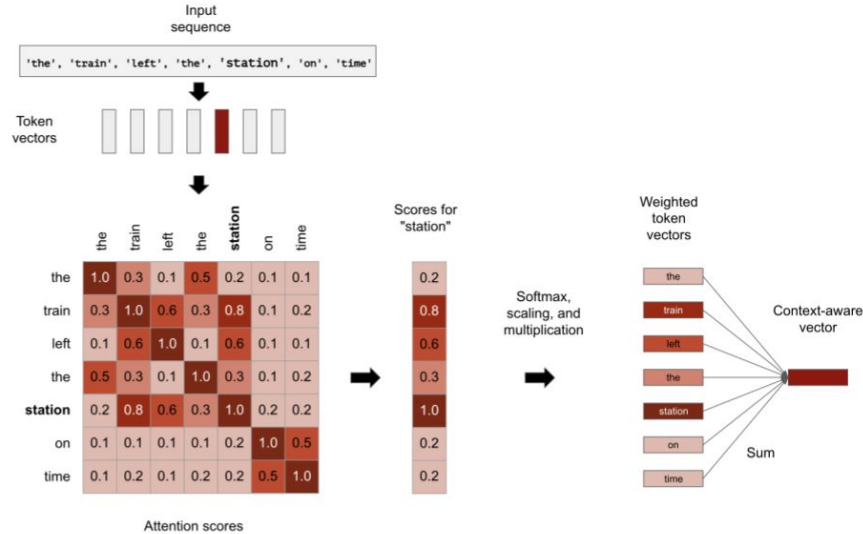 Input
sequence
'the', 'train', 'left', 'the', 'station', 'on', 'time'
Token
vectors
the train left the station on time
the 1.0 0.3 0.1 0.5 0.2 0.1 0.1
train 0.3 1.0 0.6 0.3 0.8 0.1 0.2
left 0.1 0.6 1.0 0.1 0.6 0.1 0.1
the 0.5 0.3 0.1 1.0 0.3 0.1 0.2
station 0.2 0.8 0.6 0.3 1.0 0.2 0.2
on 0.1 0.1 0.1 0.1 0.2 1.0 0.5
time 0.1 0.2 0.1 0.2 0.2 0.5 1.0
Attention scores
Scores for
"station"
0.2
0.8
0.6
0.3
1.0
0.2
0.2
Softmax,
scaling, and
multiplication
Weighted
token
vectors
the
train
left
the
station
on
time
Sum
Context-aware
vector